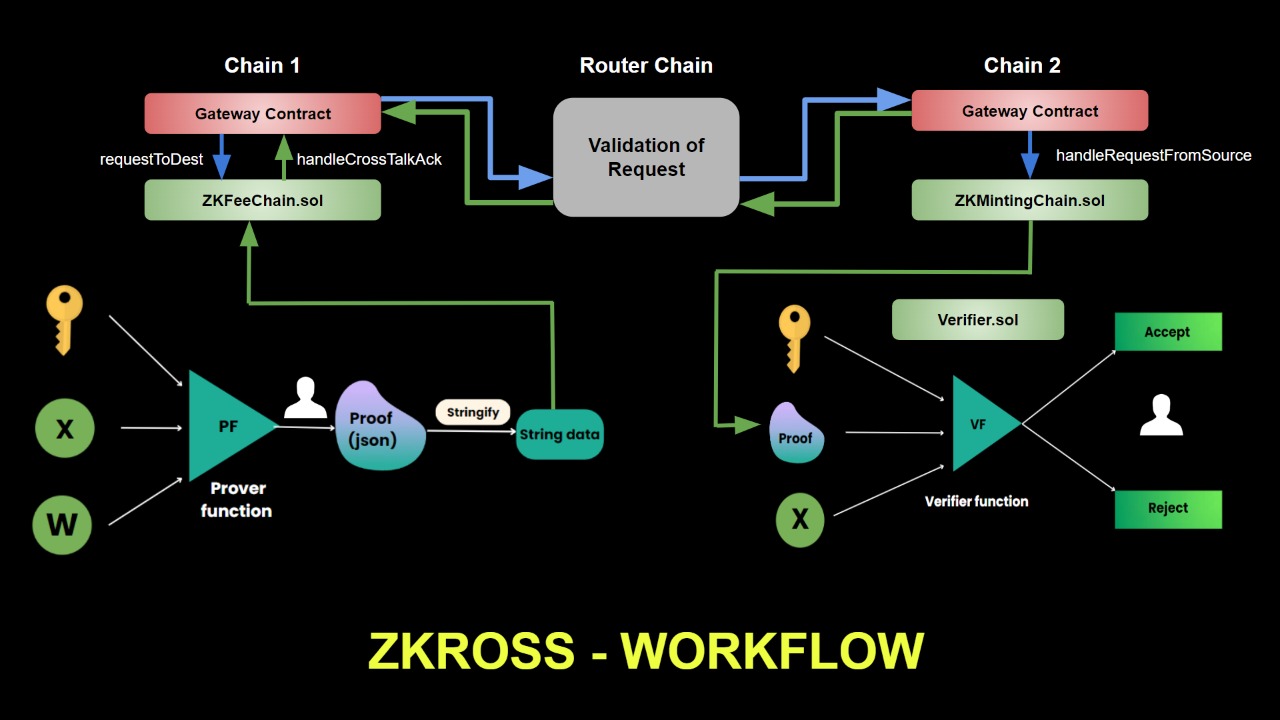 Chain 1
Router Chain
Chain 2
Gateway Contract
Validation of
Request
Gateway Contract
requestToDest
handleCrossTalkAck
handleRequestFromSource
ZKFeeChain.sol
ZKMintingChain.sol
Verifier.sol
Accept
X
PF
Proof
(json)
Stringify
String data
Proof
VF
Prover
function
Verifier function
W
X
Reject
ZKROSS - WORKFLOW